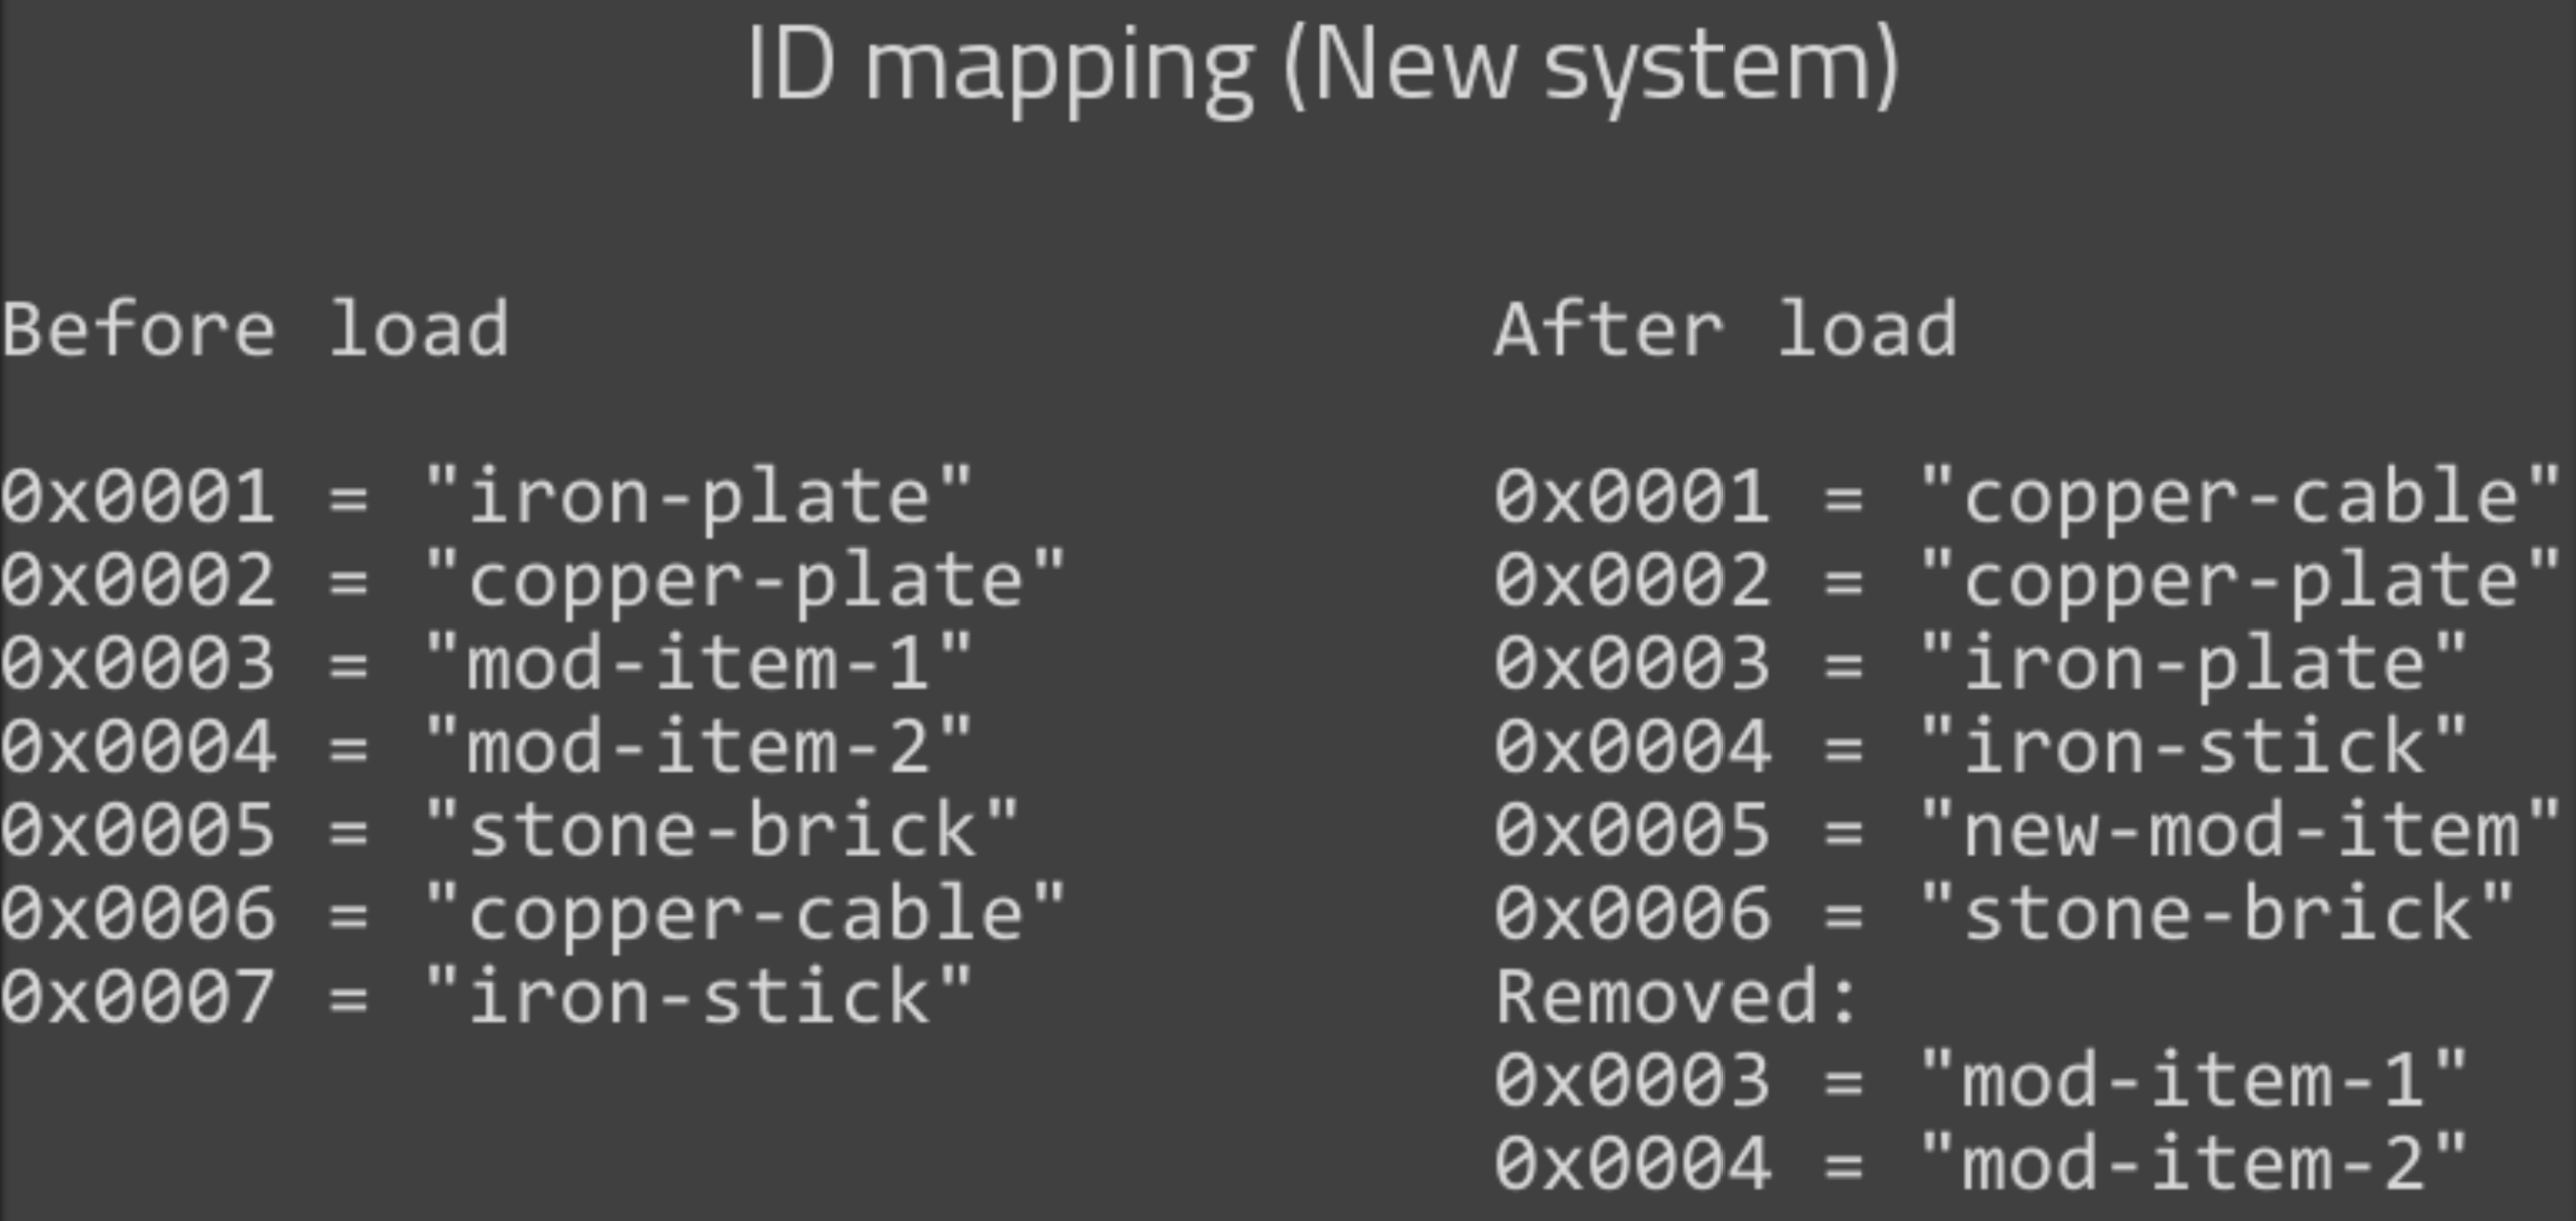 ID mapping (New system)
Before load
0x0001 = "iron-plate"
0x0002 = "copper-plate"
0x0003 = "mod-item-1"
0x0004 = "mod-item-2"
0x0005 = "stone-brick"
0x0006 = "copper-cable"
0x0007 = "iron-stick"
After load
0x0001 = "copper-cable"
0x0002 = "copper-plate"
0x0003 = "iron-plate"
0x0004 = "iron-stick"
0x0005 = "new-mod-item"
0x0006 = "stone-brick"
Removed:
0x0003 = "mod-item-1"
0x0004 = "mod-item-2"